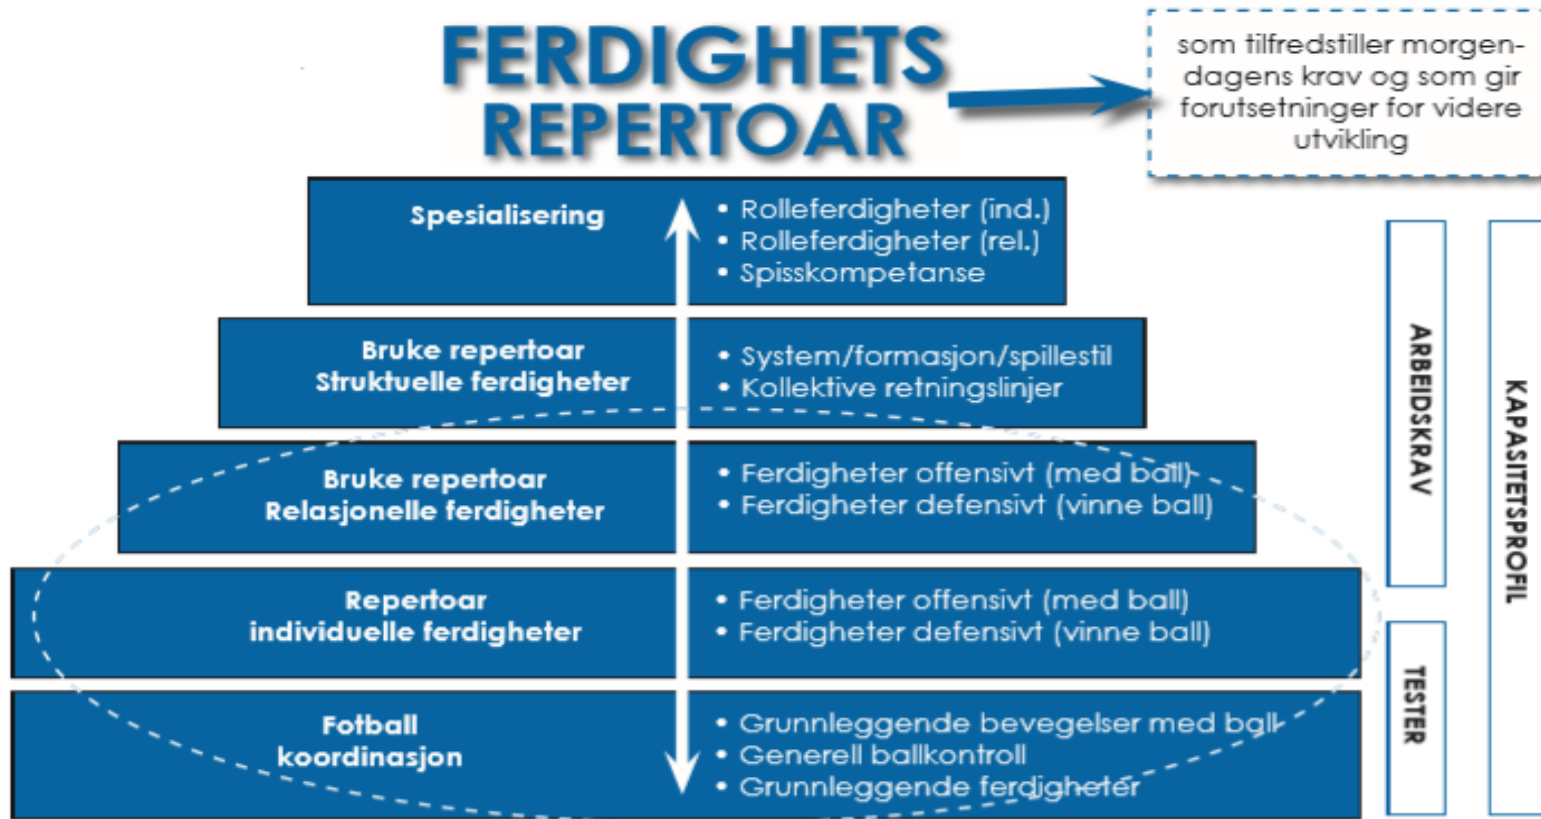 FERDIGHETS
REPERTOAR
som tilfredstiller morgen-
dagens krav og som gir
forutsetninger for videre
utvikling
Spesialisering
• Rolleferdigheter (ind.)
• Rolleferdigheter (rel.)
• Spisskompetanse
Bruke repertoar
Struktuelle ferdigheter
• System/formasjon/spillestil
• Kollektive retningslinjer
Bruke repertoar
Relasjonelle ferdigheter
• Ferdigheter offensivt (med ball)
• Ferdigheter defensivt (vinne ball)
Repertoar
individuelle ferdigheter
• Ferdigheter offensivt (med ball)
• Ferdigheter defensivt (vinne ball)
Fotball
koordinasjon
• Grunnleggende bevegelser med ball
• Generell ballkontroll
• Grunnleggende ferdigheter
ARBEIDSKRAV
TESTER
KAPASITETSPROFIL